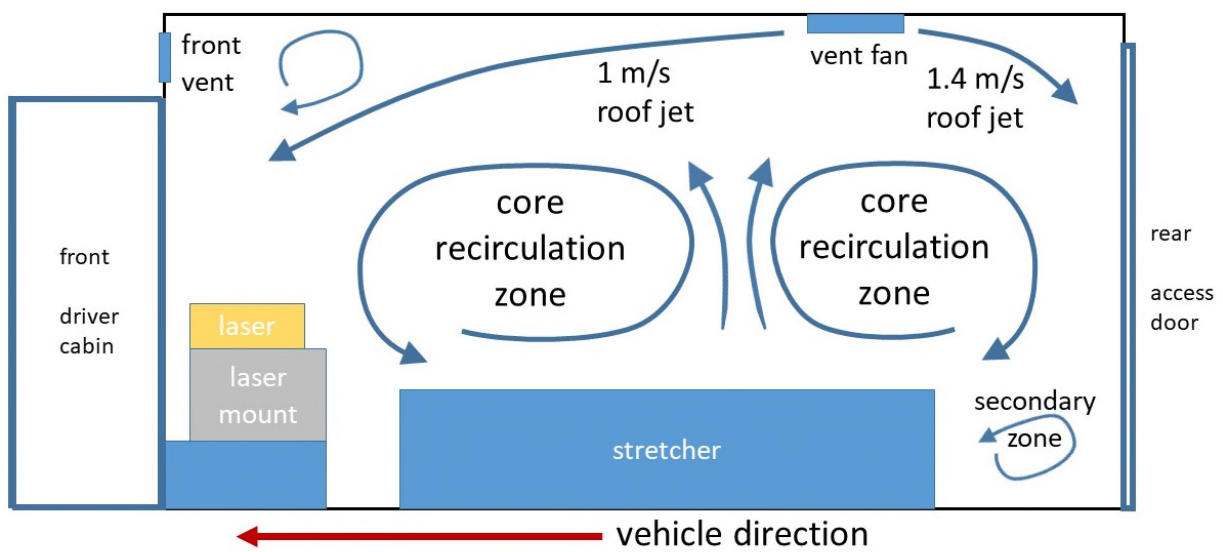 front
vent
vent fan
1 m/s
roof jet
1.4 m/s
roof jet
core
recirculation
zone
core
recirculation
zone
front
driver
cabin
laser
laser
mount
rear
access
door
secondary
zone
stretcher
vehicle direction